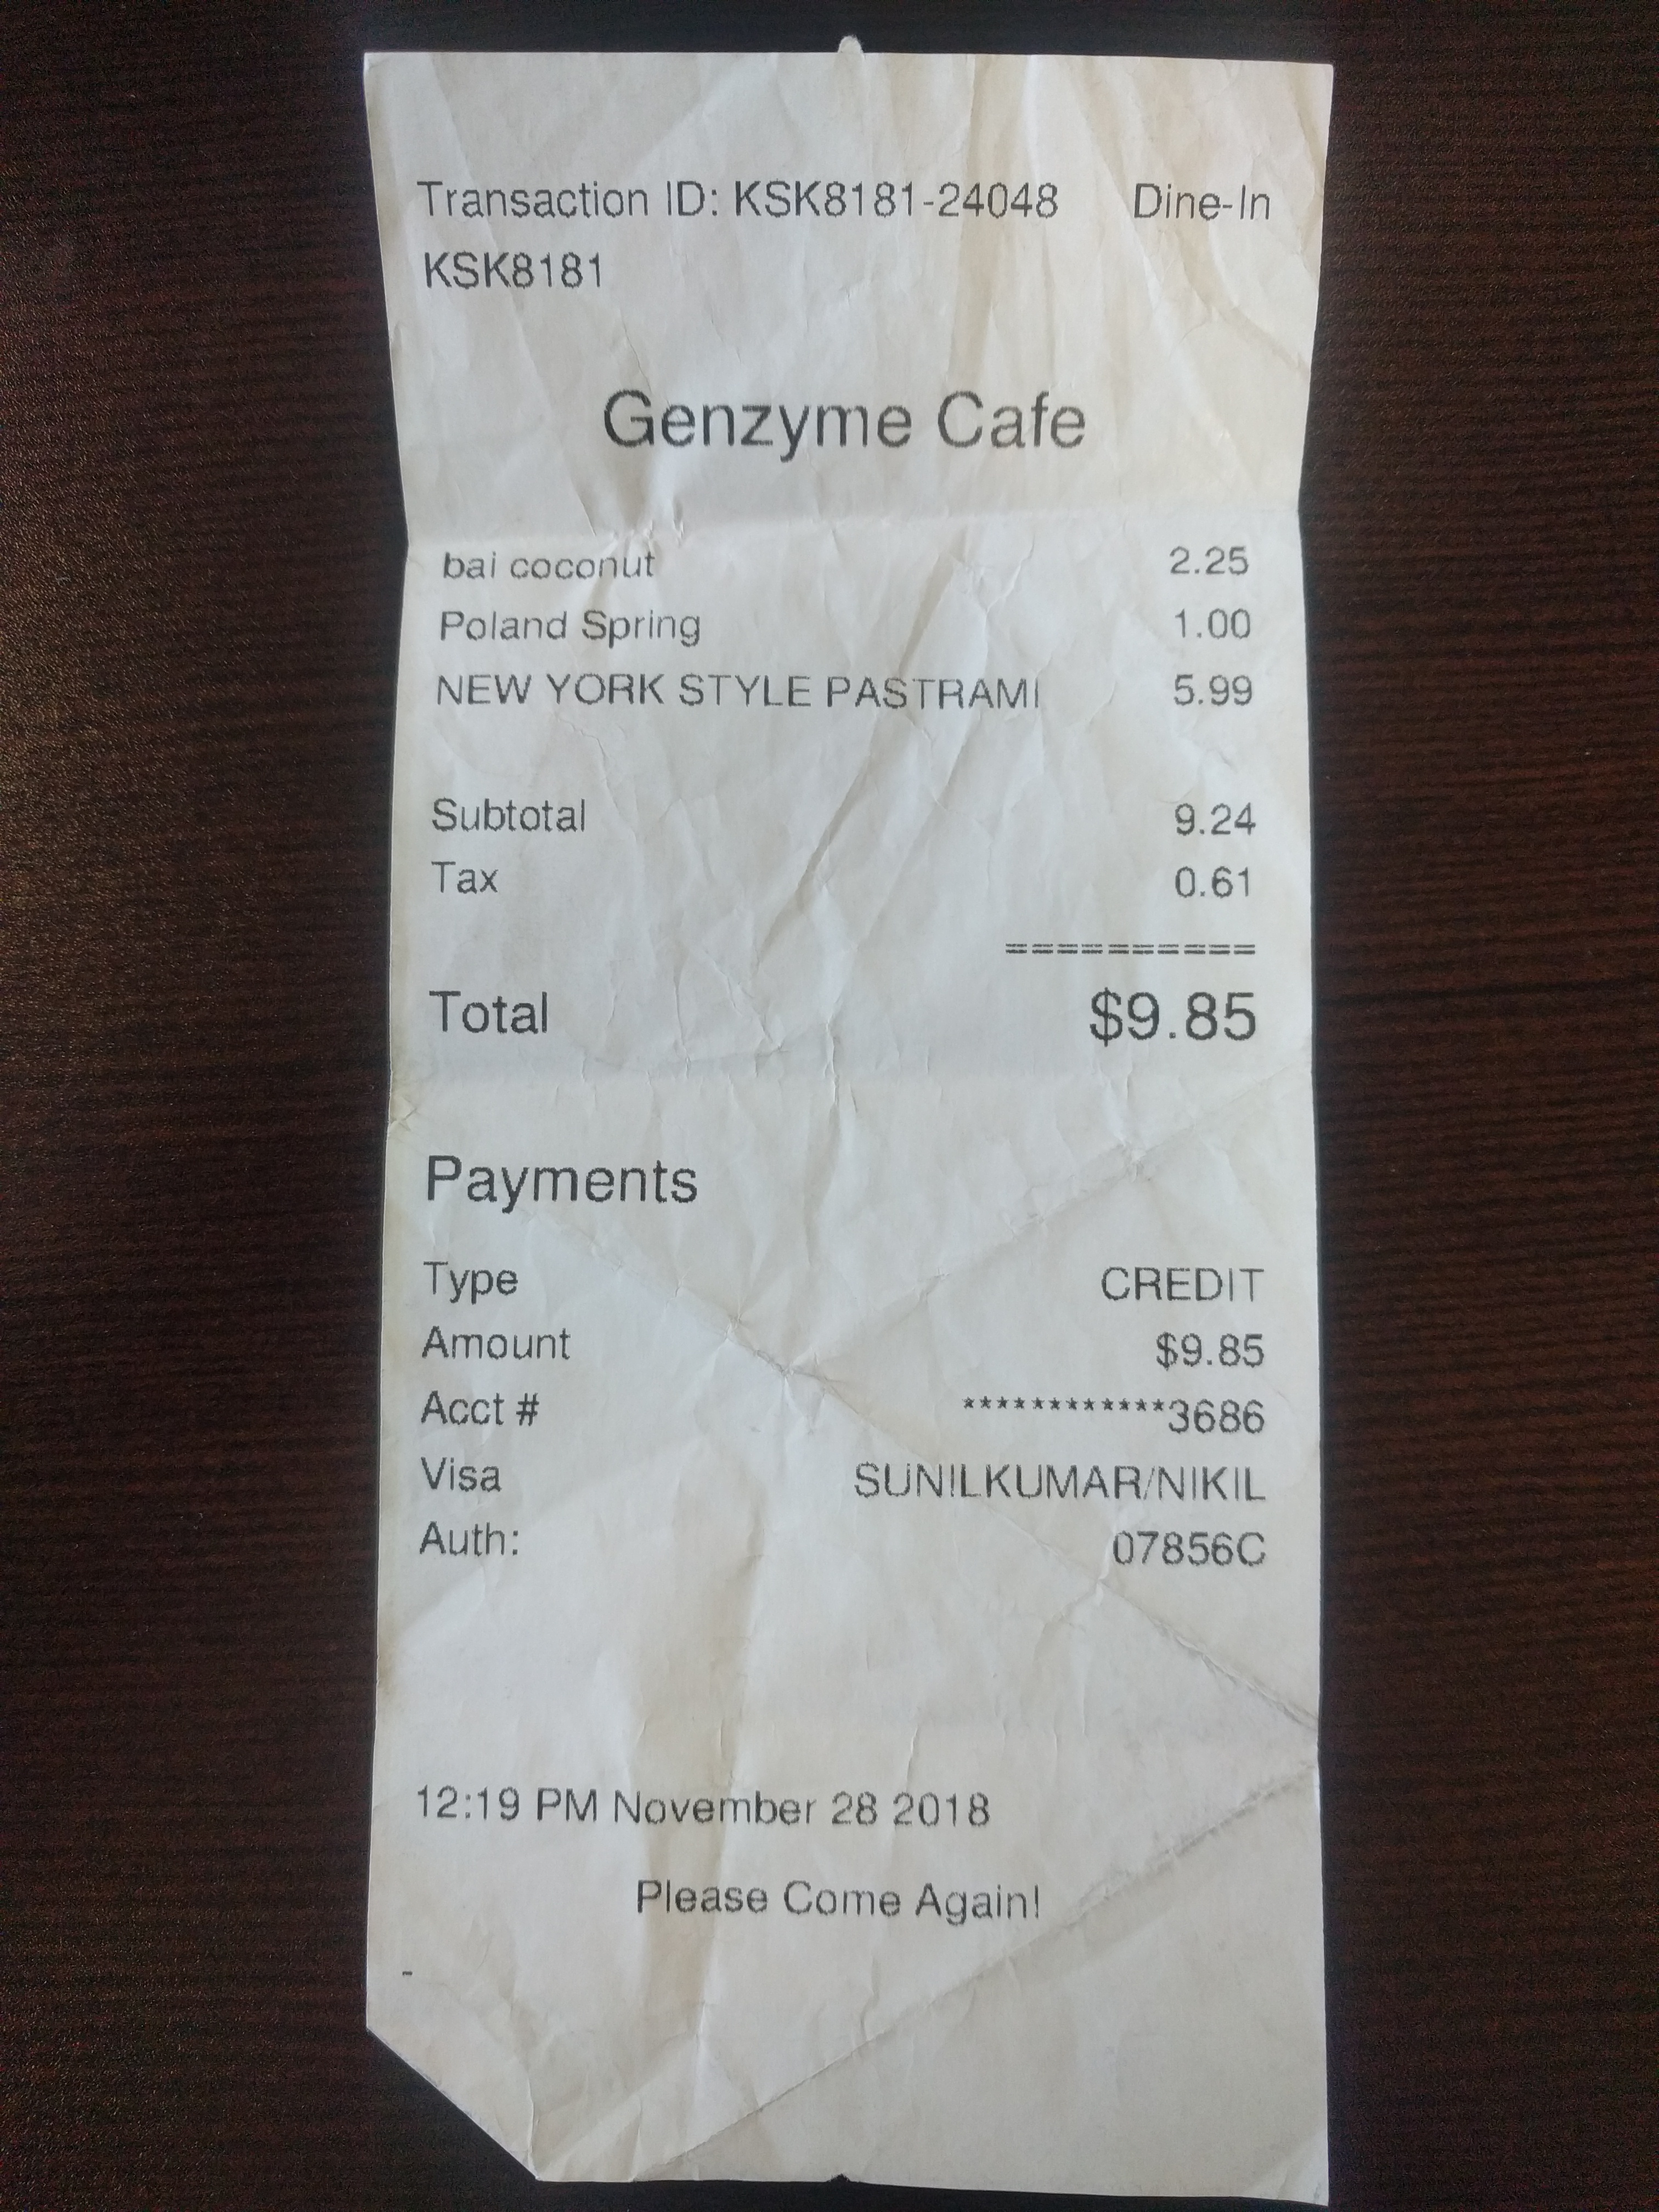 Transaction ID: KSK8181-24048 Dine-In
KSK8181
Genzyme Cafe
bai coconut 2.25
Poland Spring 1.00
NEW YORK STYLE PASTRAMI 5.99
Subtotal 9.24
Tax 0.61
==========
Total $9.85
Payments
Type CREDIT
Amount $9.85
Acct # ************3686
Visa SUNILKUMAR/NIKIL
Auth: 07856C
12:19 PM November 28 2018
Please Come Again!
-